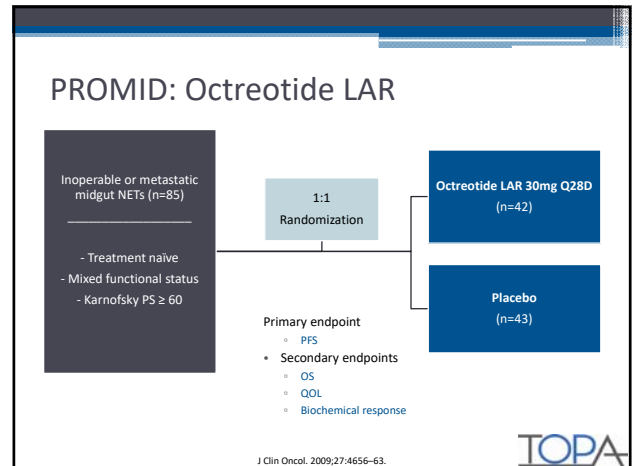 PROMID: Octreotide LAR
Inoperable or metastatic
midgut NETs (n=85)
- Treatment naïve
- Mixed functional status
- Karnofsky PS ≥ 60
1:1
Randomization
Octreotide LAR 30mg Q28D
(n=42)
Placebo
(n=43)
Primary endpoint
▫ PFS
• Secondary endpoints
▫ OS
▫ QOL
▫ Biochemical response
J Clin Oncol. 2009;27:4656–63.
TOPA